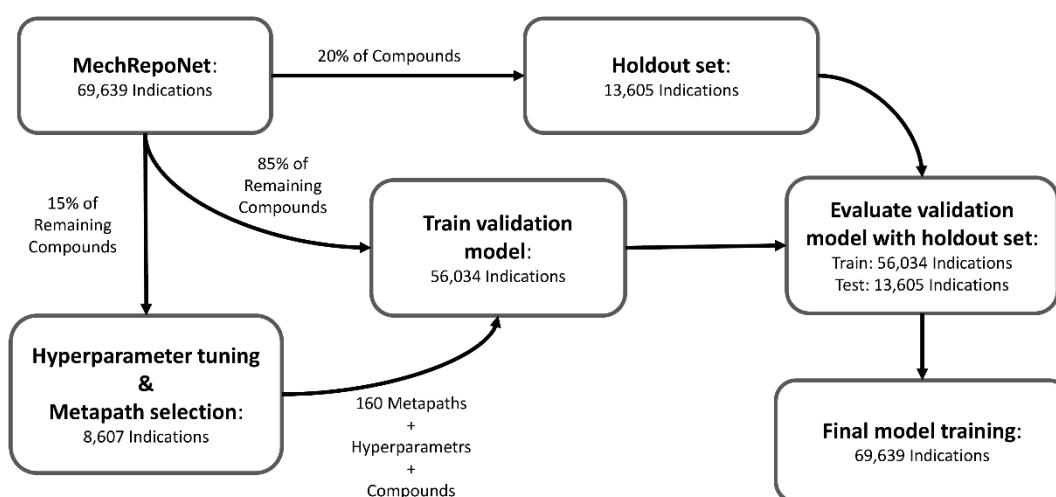 MechRepoNet:
69,639 Indications
20% of Compounds
Holdout set:
13,605 Indications
15% of
Remaining
Compounds
85% of
Remaining
Compounds
Train validation
model:
56,034 Indications
Evaluate validation
model with holdout set:
Train: 56,034 Indications
Test: 13,605 Indications
Hyperparameter tuning
&
Metapath selection:
8,607 Indications
160 Metapaths
+
Hyperparametrs
+
Compounds
Final model training:
69,639 Indications